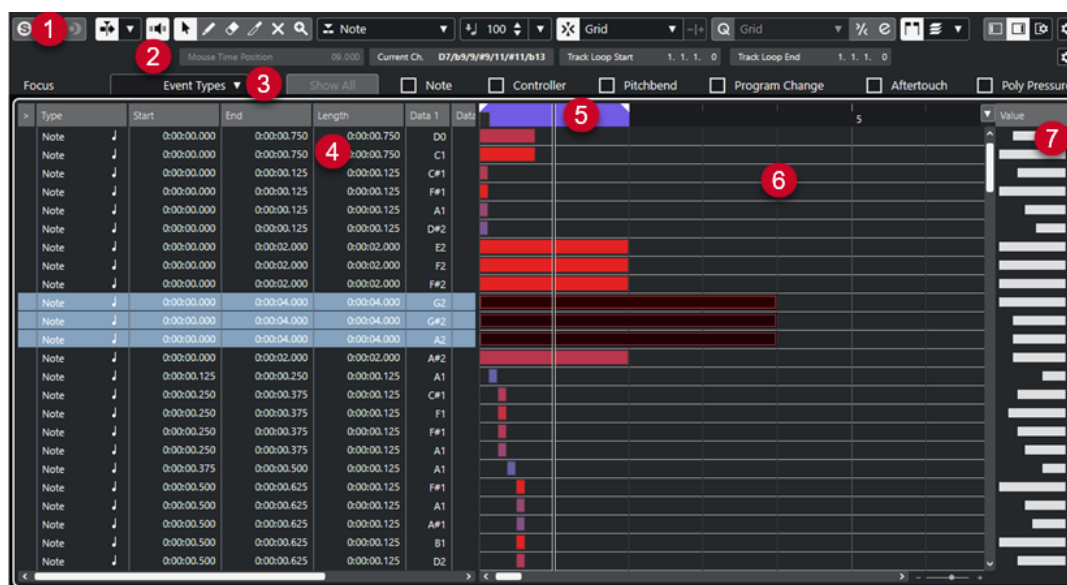 1 Note 100 Grid Q Grid
2 Mouse Time Position 09.000 Current Ch. D7/b9/9/#9/11/#11/b13 Track Loop Start 1. 1. 1. 0 Track Loop End 1. 1. 1. 0
Focus Event Types 3 Show All Note Controller Pitchbend Program Change Aftertouch Poly Pressure
> Type Start End Length Data 1 Data 5 5 Value
Note 0:00:00.000 0:00:00.750 0:00:00.750 D0 7
Note 0:00:00.000 0:00:00.750 4 0:00:00.750 C1
Note 0:00:00.000 0:00:00.125 0:00:00.125 C#1 6
Note 0:00:00.000 0:00:00.125 0:00:00.125 F#1
Note 0:00:00.000 0:00:00.125 0:00:00.125 A1
Note 0:00:00.000 0:00:00.125 0:00:00.125 D#2
Note 0:00:00.000 0:00:02.000 0:00:02.000 E2
Note 0:00:00.000 0:00:02.000 0:00:02.000 F2
Note 0:00:00.000 0:00:02.000 0:00:02.000 F#2
Note 0:00:00.000 0:00:04.000 0:00:04.000 G2
Note 0:00:00.000 0:00:04.000 0:00:04.000 G#2
Note 0:00:00.000 0:00:04.000 0:00:04.000 A2
Note 0:00:00.000 0:00:02.000 0:00:02.000 A#2
Note 0:00:00.125 0:00:00.250 0:00:00.125 A1
Note 0:00:00.250 0:00:00.375 0:00:00.125 C#1
Note 0:00:00.250 0:00:00.375 0:00:00.125 F1
Note 0:00:00.250 0:00:00.375 0:00:00.125 F#1
Note 0:00:00.250 0:00:00.375 0:00:00.125 A1
Note 0:00:00.375 0:00:00.500 0:00:00.125 A1
Note 0:00:00.500 0:00:00.625 0:00:00.125 F#1
Note 0:00:00.500 0:00:00.625 0:00:00.125 A1
Note 0:00:00.500 0:00:00.625 0:00:00.125 A#1
Note 0:00:00.500 0:00:00.625 0:00:00.125 B1
Note 0:00:00.500 0:00:00.625 0:00:00.125 D2